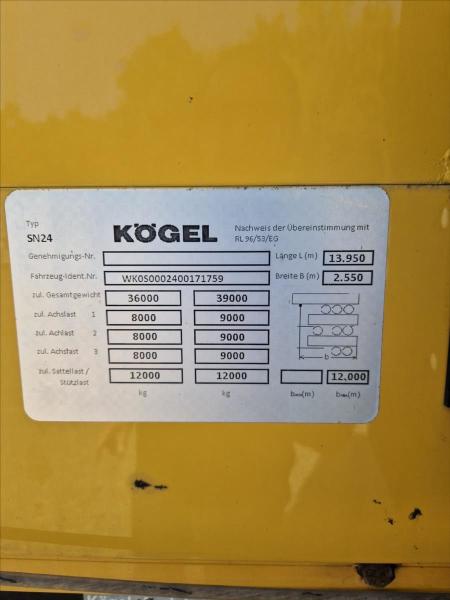 Typ
SN24
KÖGEL
Nachweis der Übereinstimmung mit
RL 96/53/EG
Genehmigungs-Nr. Länge L (m) 13.950
Fahrzeug-Ident.Nr. WK0S0002400171759 Breite B (m) 2.550
zul. Gesamtgewicht 36000 39000
zul. Achslast 1 8000 9000
zul. Achslast 2 8000 9000
zul. Achslast 3 8000 9000
b
zul. Sattellast / Stützlast 12000 12000 12.000
kg kg bmin(m) bmax(m)